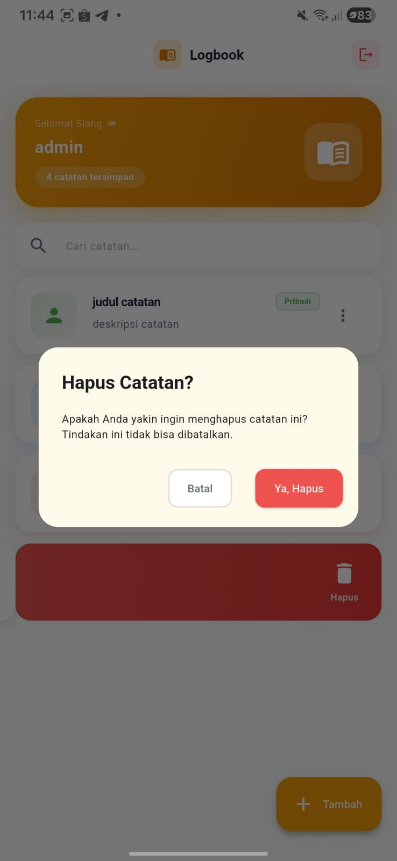 11:44
83
Logbook
Selamat Siang
admin
4 catatan tersimpan
Cari catatan...
judul catatan
Pribadi
deskripsi catatan
Hapus Catatan?
Apakah Anda yakin ingin menghapus catatan ini?
Tindakan ini tidak bisa dibatalkan.
Batal
Ya, Hapus
Hapus
Tambah